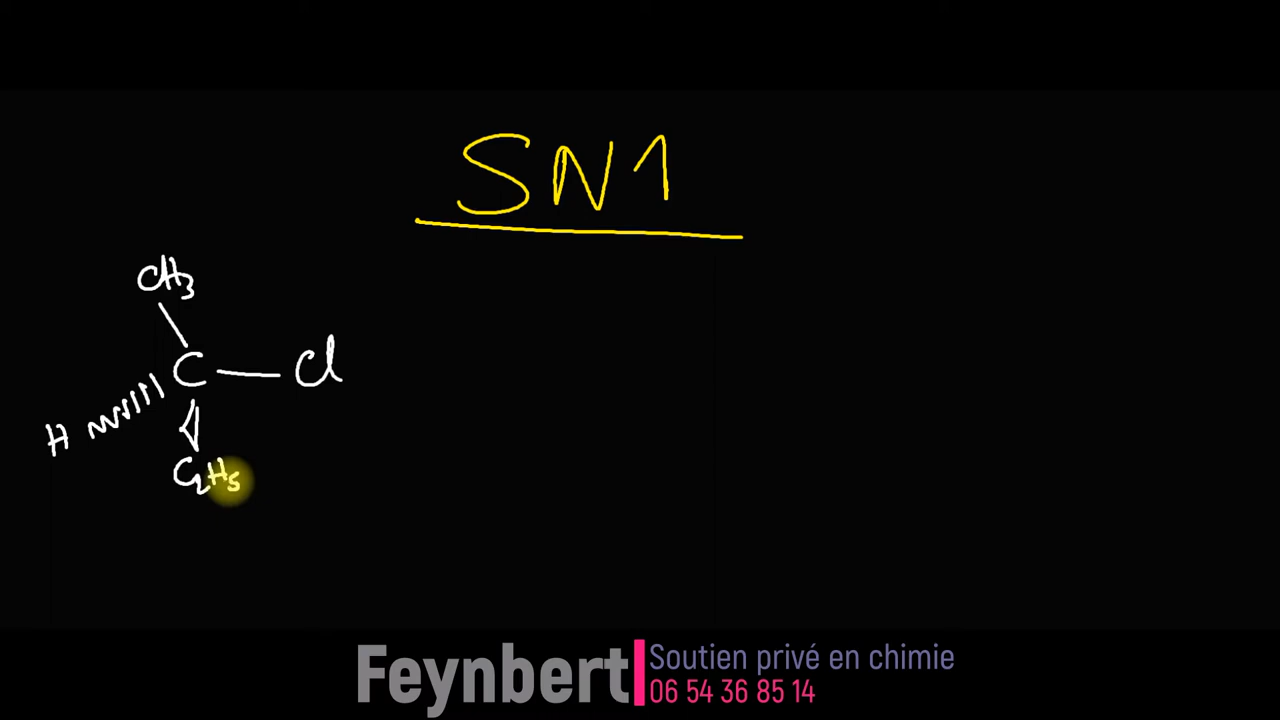 SN1
CH3
C — Cl
H
C2H5
Feynbert
Soutien privé en chimie
06 54 36 85 14